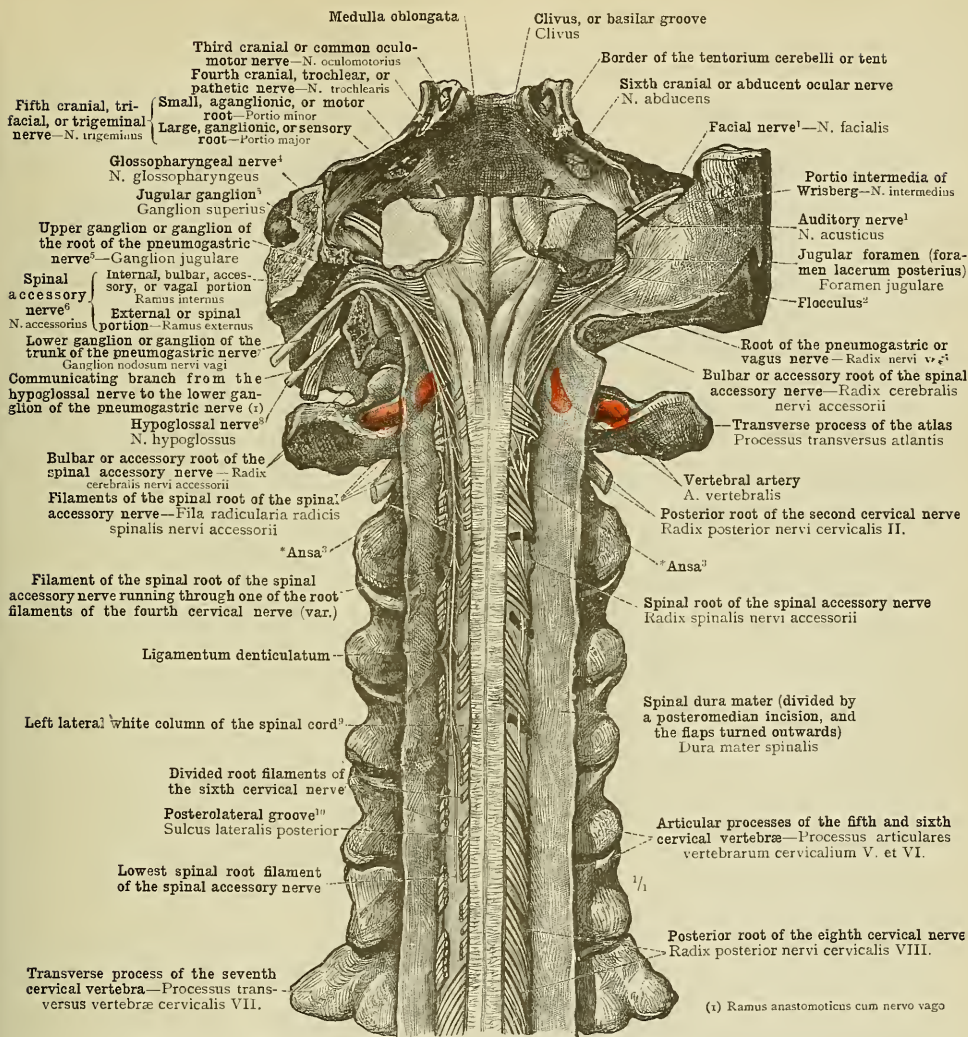 Medulla oblongata
Clivus, or basilar groove
Clivus
Third cranial or common oculo-
motor nerve—N. oculomotorius
Fourth cranial, trochlear, or
pathetic nerve—N. trochlearis
Fifth cranial, tri-
facial, or trigeminal
nerve—N. trigeminus
Small, aganglionic, or motor
root—Portio minor
Large, ganglionic, or sensory
root—Portio major
Glossopharyngeal nerve⁴
N. glossopharyngeus
Jugular ganglion⁵
Ganglion superius
Upper ganglion or ganglion of
the root of the pneumogastric
nerve⁵—Ganglion jugulare
Spinal
accessory
nerve⁶
N. accessorius
Internal, bulbar, acces-
sory, or vagal portion
Ramus internus
External or spinal
portion—Ramus externus
Lower ganglion or ganglion of the
trunk of the pneumogastric nerve⁷
Ganglion nodosum nervi vagi
Communicating branch from the
hypoglossal nerve to the lower gan-
glion of the pneumogastric nerve (1)
Hypoglossal nerve⁸
N. hypoglossus
Bulbar or accessory root of the
spinal accessory nerve—Radix
cerebralis nervi accessorii
Filaments of the spinal root of the spinal
accessory nerve—Fila radicularia radicis
spinalis nervi accessorii
*Ansa³
Filament of the spinal root of the spinal
accessory nerve running through one of the root
filaments of the fourth cervical nerve (var.)
Ligamentum denticulatum
Left lateral white column of the spinal cord⁹
Divided root filaments of
the sixth cervical nerve
Posterolateral groove¹⁰
Sulcus lateralis posterior
Lowest spinal root filament
of the spinal accessory nerve
Transverse process of the seventh
cervical vertebra—Processus trans-
versus vertebræ cervicalis VII.
Border of the tentorium cerebelli or tent
Sixth cranial or abducent ocular nerve
N. abducens
Facial nerve¹—N. facialis
Portio intermedia of
Wrisberg—N. intermedius
Auditory nerve¹
N. acusticus
Jugular foramen (fora-
men lacerum posterius)
Foramen jugulare
Flocculus²
Root of the pneumogastric or
vagus nerve—Radix nervi
Bulbar or accessory root of the spinal
accessory nerve—Radix cerebralis
nervi accessorii
Transverse process of the atlas
Processus transversus atlantis
Vertebral artery
A. vertebralis
Posterior root of the second cervical nerve
Radix posterior nervi cervicalis II.
*Ansa³
Spinal root of the spinal accessory nerve
Radix spinalis nervi accessorii
Spinal dura mater (divided by
a posteromedian incision, and
the flaps turned outwards)
Dura mater spinalis
Articular processes of the fifth and sixth
cervical vertebræ—Processus articulares
vertebrarum cervicalium V. et VI.
1/1
Posterior root of the eighth cervical nerve
Radix posterior nervi cervicalis VIII.
(1) Ramus anastomoticus cum nervo vago